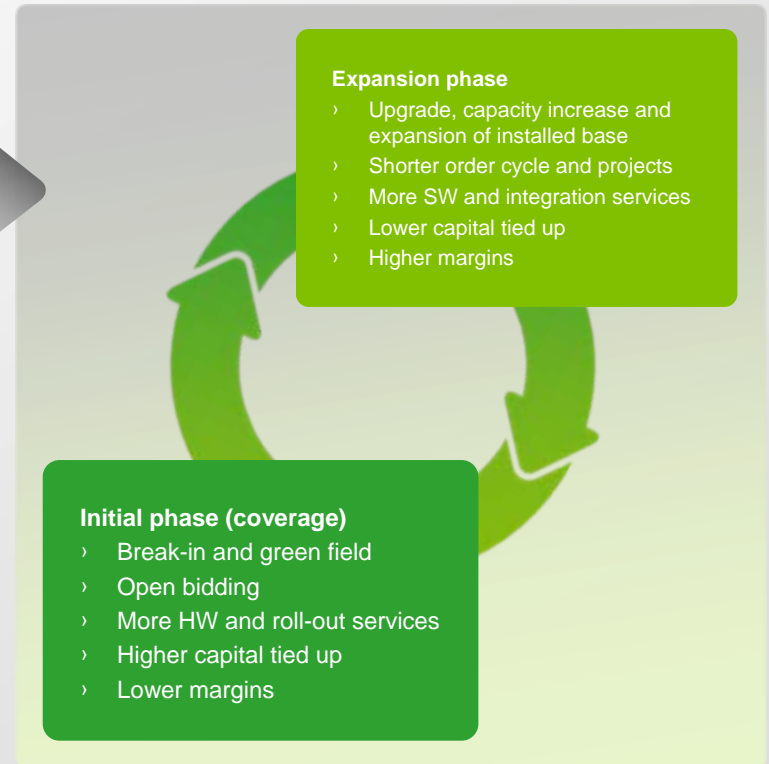 Expansion phase
› Upgrade, capacity increase and
expansion of installed base
› Shorter order cycle and projects
› More SW and integration services
› Lower capital tied up
› Higher margins
Initial phase (coverage)
› Break-in and green field
› Open bidding
› More HW and roll-out services
› Higher capital tied up
› Lower margins